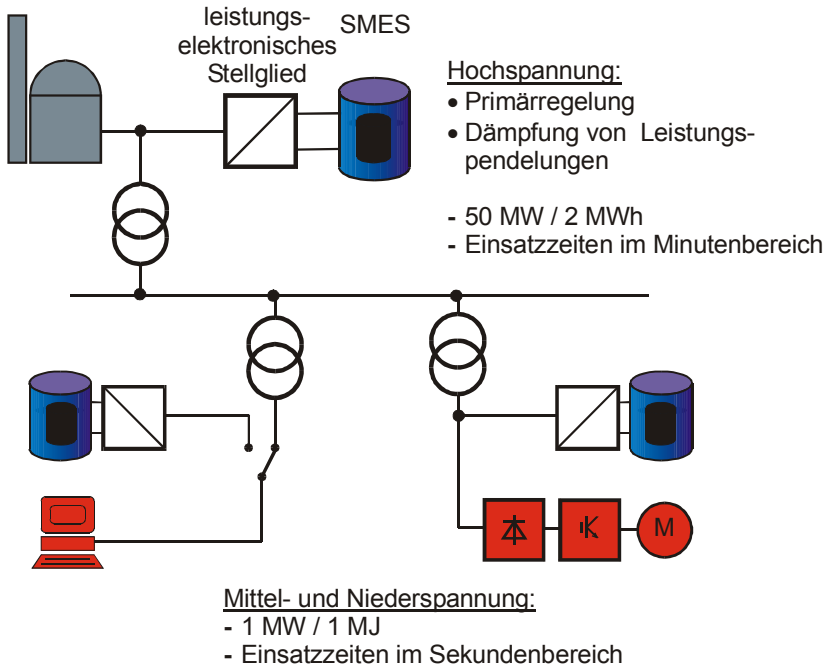 leistungs-
elektronisches
Stellglied
SMES
Hochspannung:
• Primärregelung
• Dämpfung von Leistungs-
pendelungen
- 50 MW / 2 MWh
- Einsatzzeiten im Minutenbereich
M
Mittel- und Niederspannung:
- 1 MW / 1 MJ
- Einsatzzeiten im Sekundenbereich